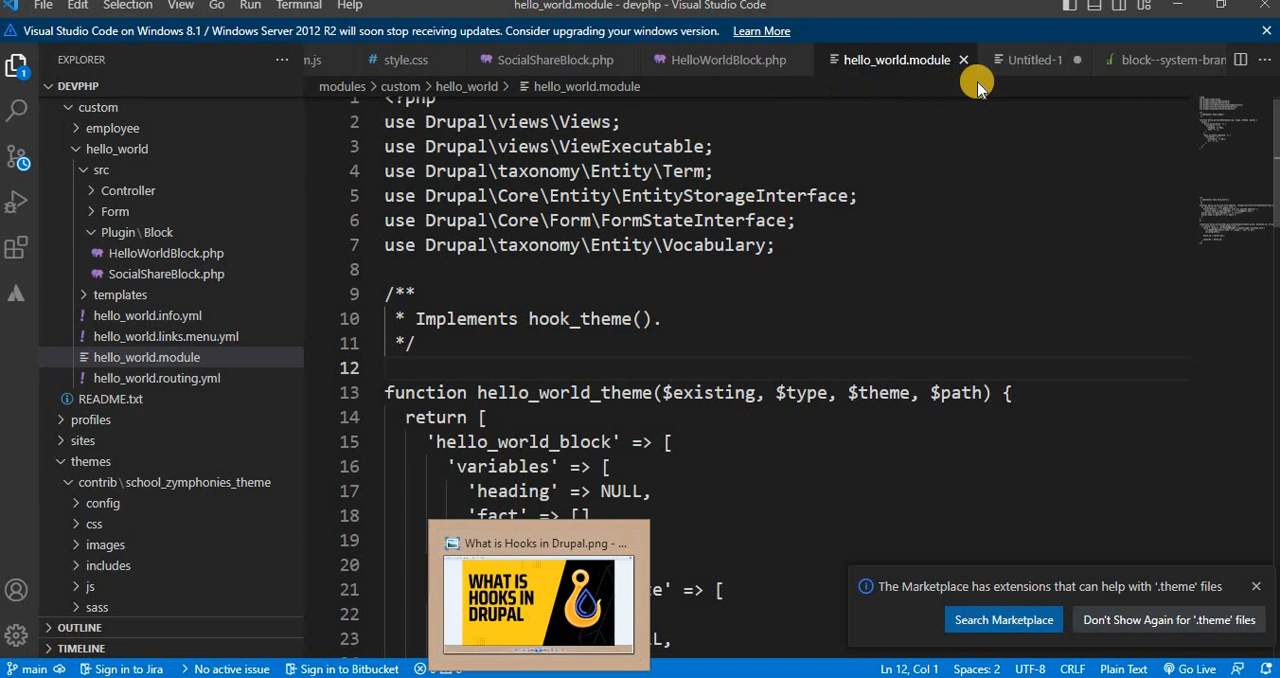 File Edit Selection View Go Run Terminal Help hello_world.module - devphp - Visual Studio Code
Visual Studio Code on Windows 8.1 / Windows Server 2012 R2 will soon stop receiving updates. Consider upgrading your windows version. Learn More
EXPLORER
n.js # style.css SocialShareBlock.php HelloWorldBlock.php hello_world.module Untitled-1 block--system-bran
DEVPHP
modules > custom > hello_world > hello_world.module
custom
employee
hello_world
src
Controller
Form
Plugin\Block
HelloWorldBlock.php
SocialShareBlock.php
templates
! hello_world.info.yml
! hello_world.links.menu.yml
hello_world.module
! hello_world.routing.yml
README.txt
profiles
sites
themes
contrib\school_zymphonies_theme
config
css
images
includes
js
sass
OUTLINE
TIMELINE
1 <?php
2 use Drupal\views\Views;
3 use Drupal\views\ViewExecutable;
4 use Drupal\taxonomy\Entity\Term;
5 use Drupal\Core\Entity\EntityStorageInterface;
6 use Drupal\Core\Form\FormStateInterface;
7 use Drupal\taxonomy\Entity\Vocabulary;
8
9 /**
10 * Implements hook_theme().
11 */
12
13 function hello_world_theme($existing, $type, $theme, $path) {
14 return [
15 'hello_world_block' => [
16 'variables' => [
17 'heading' => NULL,
18 'fact' => []
19
20
21 e' => [
22
23 L,
What is Hooks in Drupal.png - ...
WHAT IS
HOOKS IN
DRUPAL
The Marketplace has extensions that can help with '.theme' files
Search Marketplace Don't Show Again for '.theme' files
main Sign in to Jira No active issue Sign in to Bitbucket Ln 12, Col 1 Spaces: 2 UTF-8 CRLF Plain Text Go Live